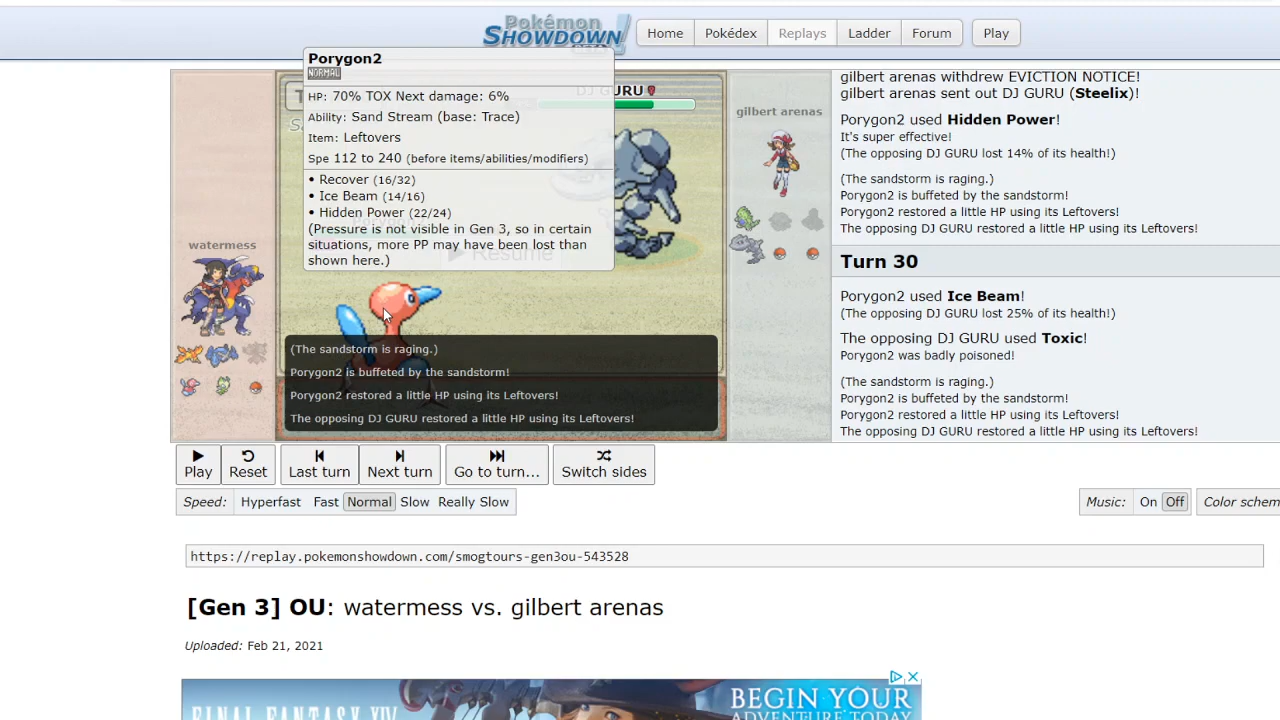 Pokémon
SHOWDOWN!
BETA
Home
Pokédex
Replays
Ladder
Forum
Play
Porygon2
NORMAL
HP: 70% TOX Next damage: 6%
Ability: Sand Stream (base: Trace)
Item: Leftovers
Spe 112 to 240 (before items/abilities/modifiers)
• Recover (16/32)
• Ice Beam (14/16)
• Hidden Power (22/24)
(Pressure is not visible in Gen 3, so in certain
situations, more PP may have been lost than
shown here.)
DJ GURU
Resume
watermess
gilbert arenas
(The sandstorm is raging.)
Porygon2 is buffeted by the sandstorm!
Porygon2 restored a little HP using its Leftovers!
The opposing DJ GURU restored a little HP using its Leftovers!
gilbert arenas withdrew EVICTION NOTICE!
gilbert arenas sent out DJ GURU (Steelix)!
Porygon2 used Hidden Power!
It's super effective!
(The opposing DJ GURU lost 14% of its health!)
(The sandstorm is raging.)
Porygon2 is buffeted by the sandstorm!
Porygon2 restored a little HP using its Leftovers!
The opposing DJ GURU restored a little HP using its Leftovers!
Turn 30
Porygon2 used Ice Beam!
(The opposing DJ GURU lost 25% of its health!)
The opposing DJ GURU used Toxic!
Porygon2 was badly poisoned!
(The sandstorm is raging.)
Porygon2 is buffeted by the sandstorm!
Porygon2 restored a little HP using its Leftovers!
The opposing DJ GURU restored a little HP using its Leftovers!
Play
Reset
Last turn
Next turn
Go to turn...
Switch sides
Speed: Hyperfast Fast Normal Slow Really Slow
Music: On Off
Color schem
https://replay.pokemonshowdown.com/smogtours-gen3ou-543528
[Gen 3] OU: watermess vs. gilbert arenas
Uploaded: Feb 21, 2021
FINAL FANTASY XIV
BEGIN YOUR
ADVENTURE TODAY